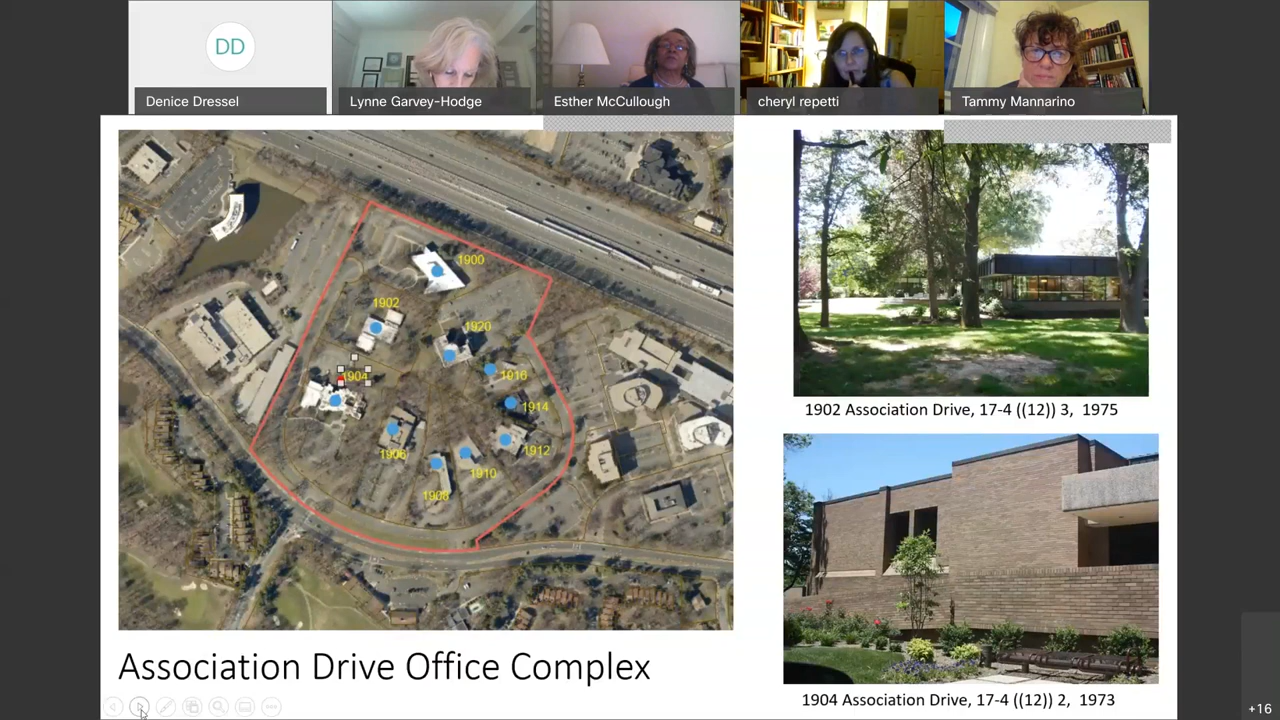 DD
Denice Dressel
Lynne Garvey-Hodge
Esther McCullough
cheryl repetti
Tammy Mannarino
1900
1902
1920
1904
1916
1914
1906
1912
1910
1908
1902 Association Drive, 17-4 ((12)) 3, 1975
Association Drive Office Complex
1904 Association Drive, 17-4 ((12)) 2, 1973
+16